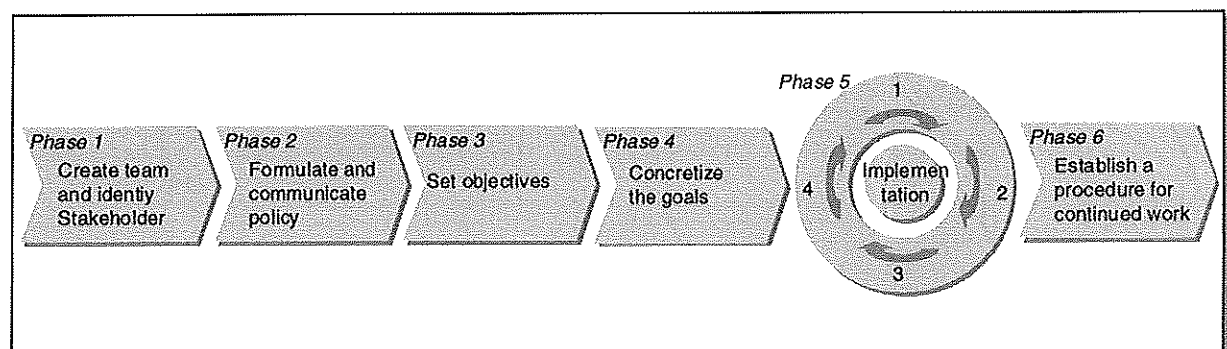 Phase 1
Create team
and identiy
Stakeholder
Phase 2
Formulate and
communicate
policy
Phase 3
Set objectives
Phase 4
Concretize
the goals
Phase 5
1
2
3
4
Implemen
tation
Phase 6
Establish a
procedure for
continued work